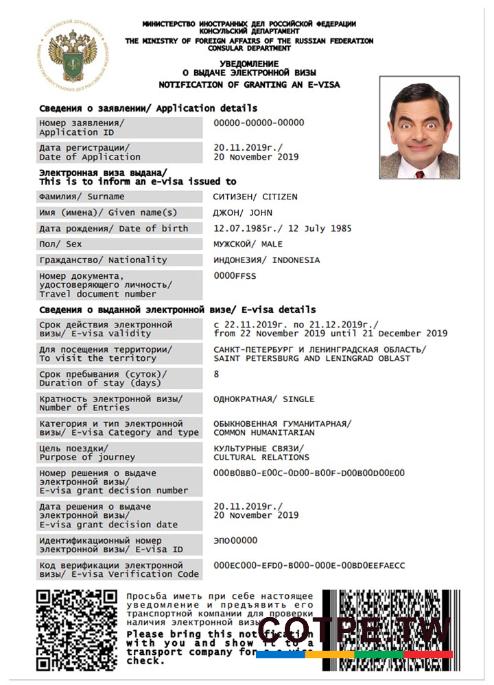 МИНИСТЕРСТВО ИНОСТРАННЫХ ДЕЛ РОССИЙСКОЙ ФЕДЕРАЦИИ
КОНСУЛЬСКИЙ ДЕПАРТАМЕНТ
THE MINISTRY OF FOREIGN AFFAIRS OF THE RUSSIAN FEDERATION
CONSULAR DEPARTMENT
УВЕДОМЛЕНИЕ
О ВЫДАЧЕ ЭЛЕКТРОННОЙ ВИЗЫ
NOTIFICATION OF GRANTING AN E-VISA
Сведения о заявлении/ Application details
Номер заявления/ 00000-00000-00000
Application ID
Дата регистрации/ 20.11.2019г./
Date of Application 20 November 2019
Электронная виза выдана/
This is to inform an e-visa issued to
Фамилия/ Surname СИТИЗЕН/ CITIZEN
Имя (имена)/ Given name(s) ДЖОН/ JOHN
Дата рождения/ Date of birth 12.07.1985г./ 12 July 1985
Пол/ Sex МУЖСКОЙ/ MALE
Гражданство/ Nationality ИНДОНЕЗИЯ/ INDONESIA
Номер документа, 0000FFSS
удостоверяющего личность/
Travel document number
Сведения о выданной электронной визе/ E-visa details
Срок действия электронной с 22.11.2019г. по 21.12.2019г./
визы/ E-visa validity from 22 November 2019 until 21 December 2019
Для посещения территории/ САНКТ-ПЕТЕРБУРГ И ЛЕНИНГРАДСКАЯ ОБЛАСТЬ/
To visit the territory SAINT PETERSBURG AND LENINGRAD OBLAST
Срок пребывания (суток)/ 8
Duration of stay (days)
Кратность электронной визы/ ОДНОКРАТНАЯ/ SINGLE
Number of Entries
Категория и тип электронной ОБЫКНОВЕННАЯ ГУМАНИТАРНАЯ/
визы/ E-visa Category and type COMMON HUMANITARIAN
Цель поездки/ КУЛЬТУРНЫЕ СВЯЗИ/
Purpose of journey CULTURAL RELATIONS
Номер решения о выдаче 000B0BB0-E00C-0D00-B00F-D00B00D00E00
электронной визы/
E-visa grant decision number
Дата решения о выдаче 20.11.2019г./
электронной визы/ 20 November 2019
E-visa grant decision date
Идентификационный номер ЭП000000
электронной визы/ E-visa ID
Код верификации электронной 000EC000-EFD0-B000-000E-00BD0EEFAECC
визы/ E-visa Verification Code
Просьба иметь при себе настоящее
уведомление и предъявить его
транспортной компании для проверки
наличия электронной визы
Please bring this notification
with you and show it to a
transport company for
check.
COTPE.TW